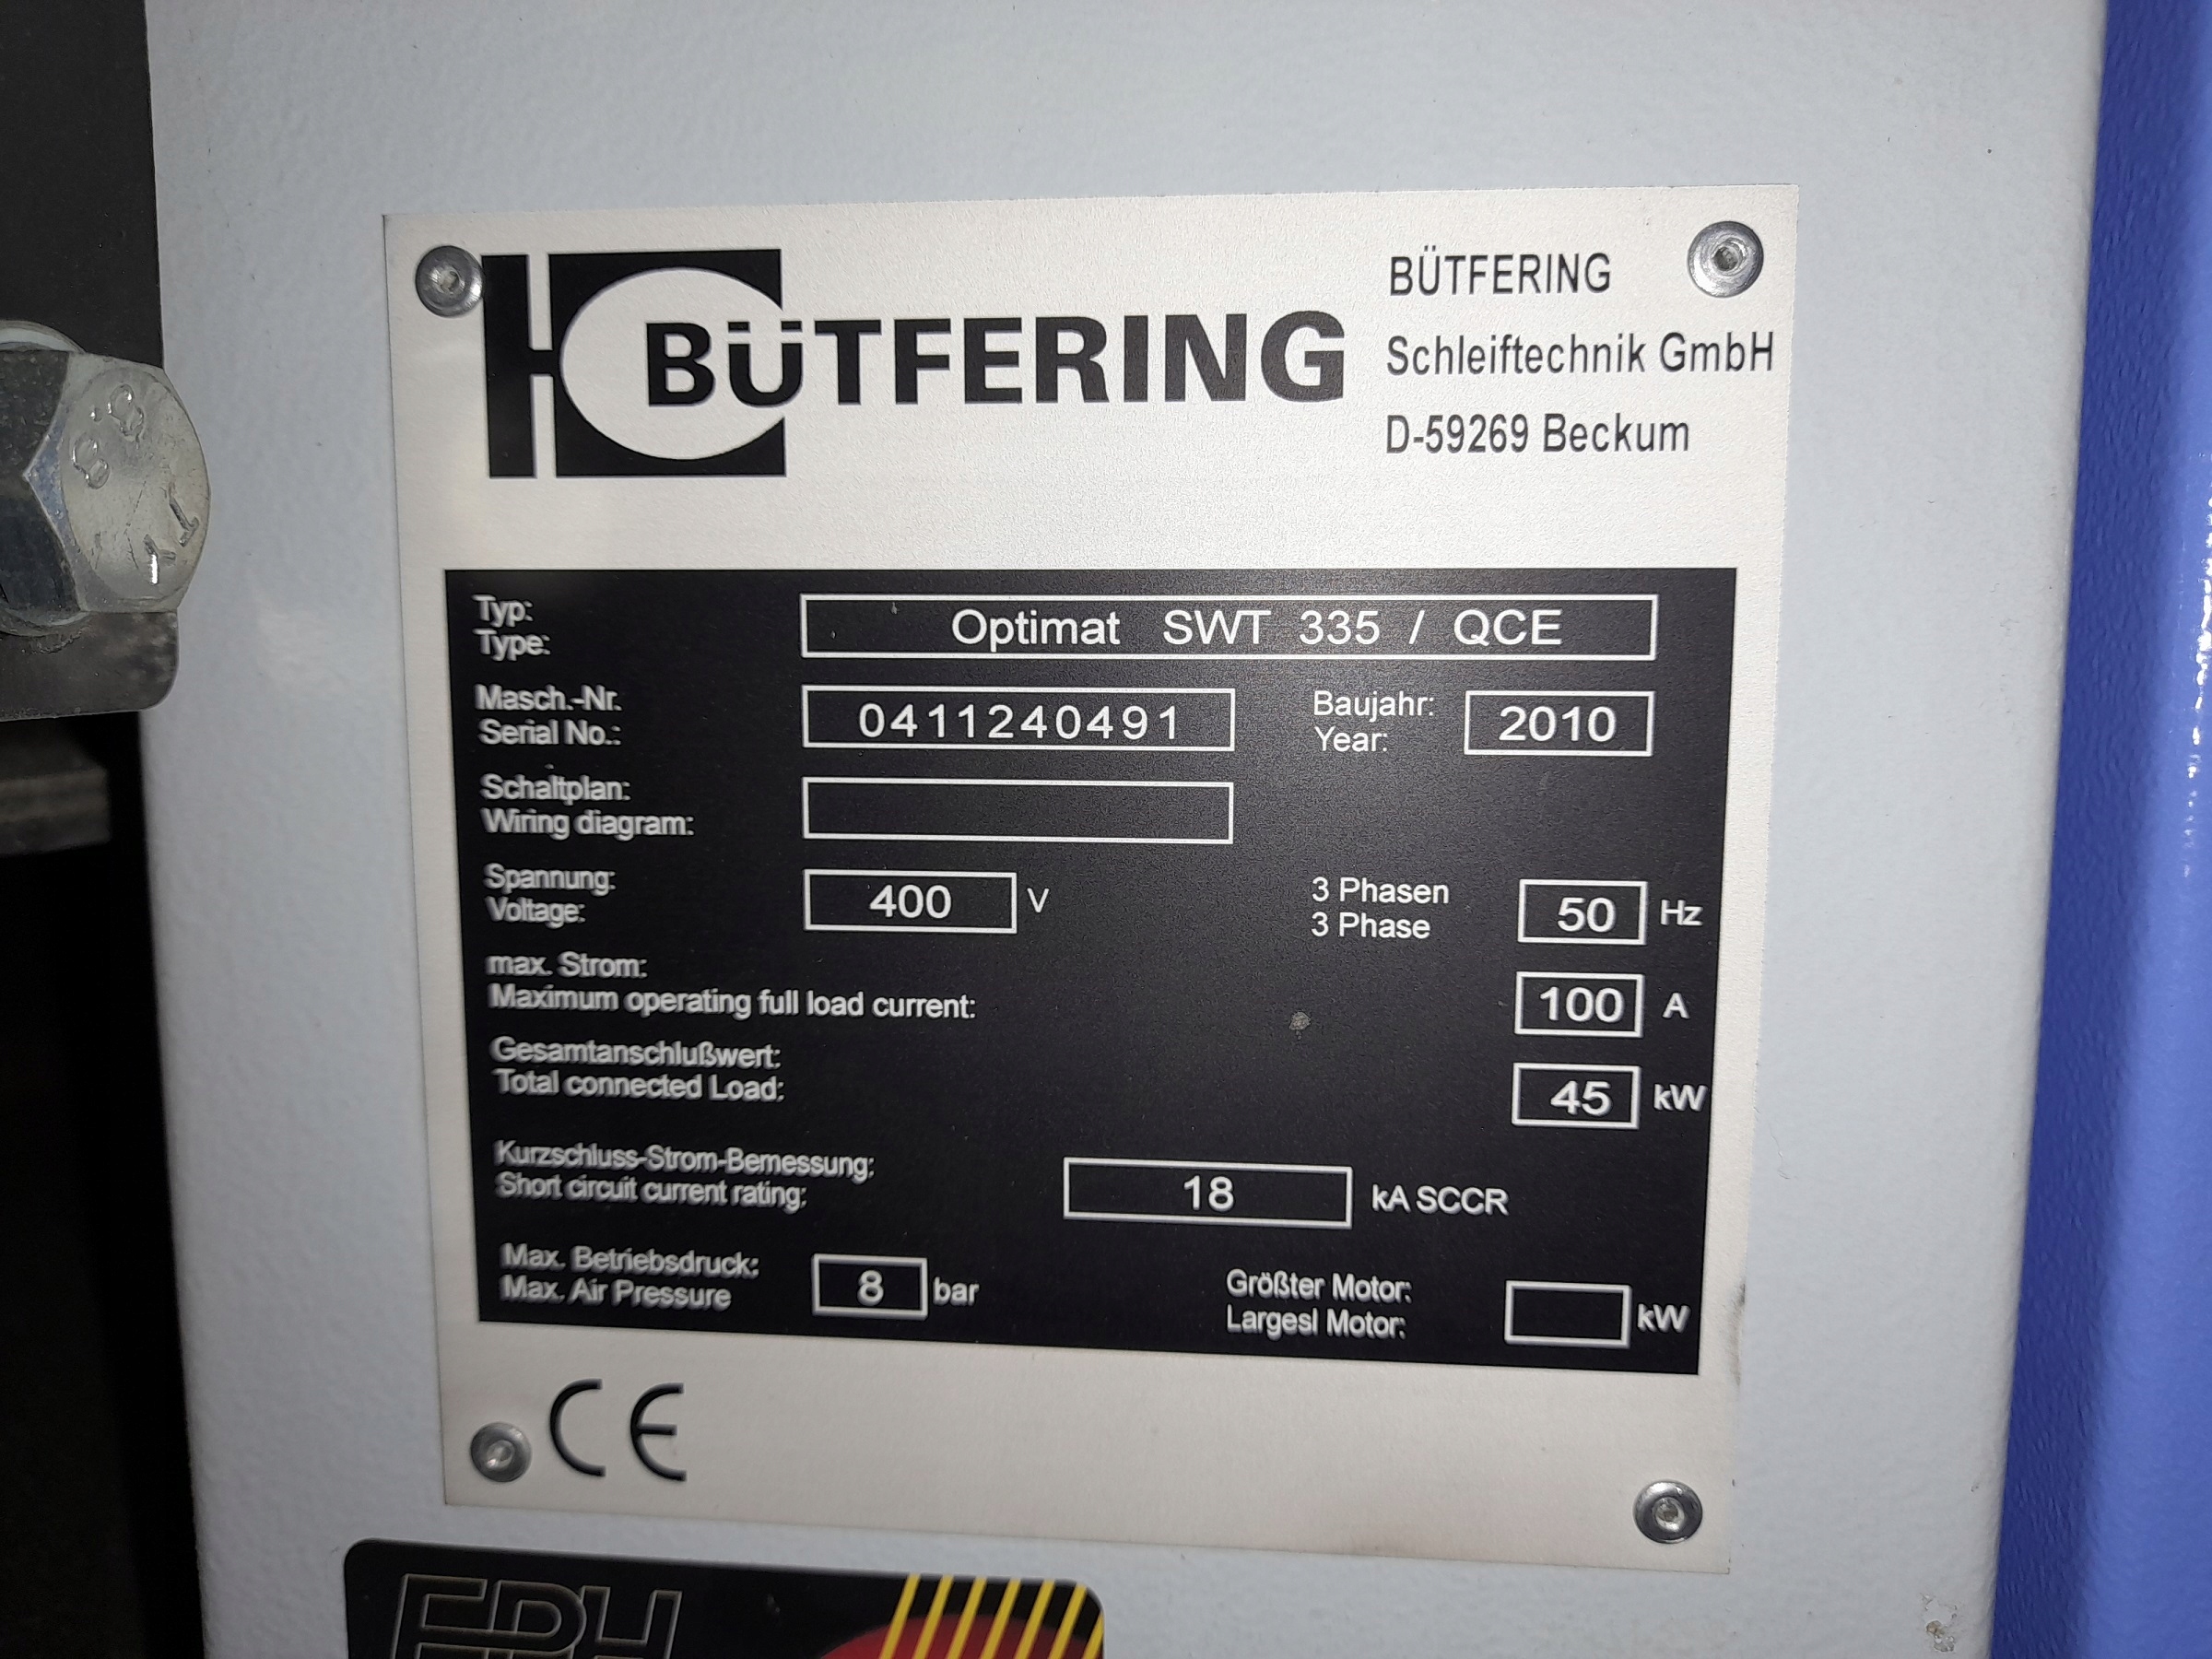 BÜTFERING
BÜTFERING
Schleiftechnik GmbH
D-59269 Beckum
Typ:
Type:
Optimat SWT 335 / QCE
Masch.-Nr.
Serial No.:
0411240491
Baujahr:
Year:
2010
Schaltplan:
Wiring diagram:
Spannung:
Voltage:
400 V
3 Phasen
3 Phase
50 Hz
max. Strom:
Maximum operating full load current:
100 A
Gesamtanschlußwert:
Total connected Load:
45 kW
Kurzschluss-Strom-Bemessung:
Short circuit current rating:
18 kA SCCR
Max. Betriebsdruck:
Max. Air Pressure
8 bar
Größter Motor:
Largesl Motor:
kW
CE
8.8